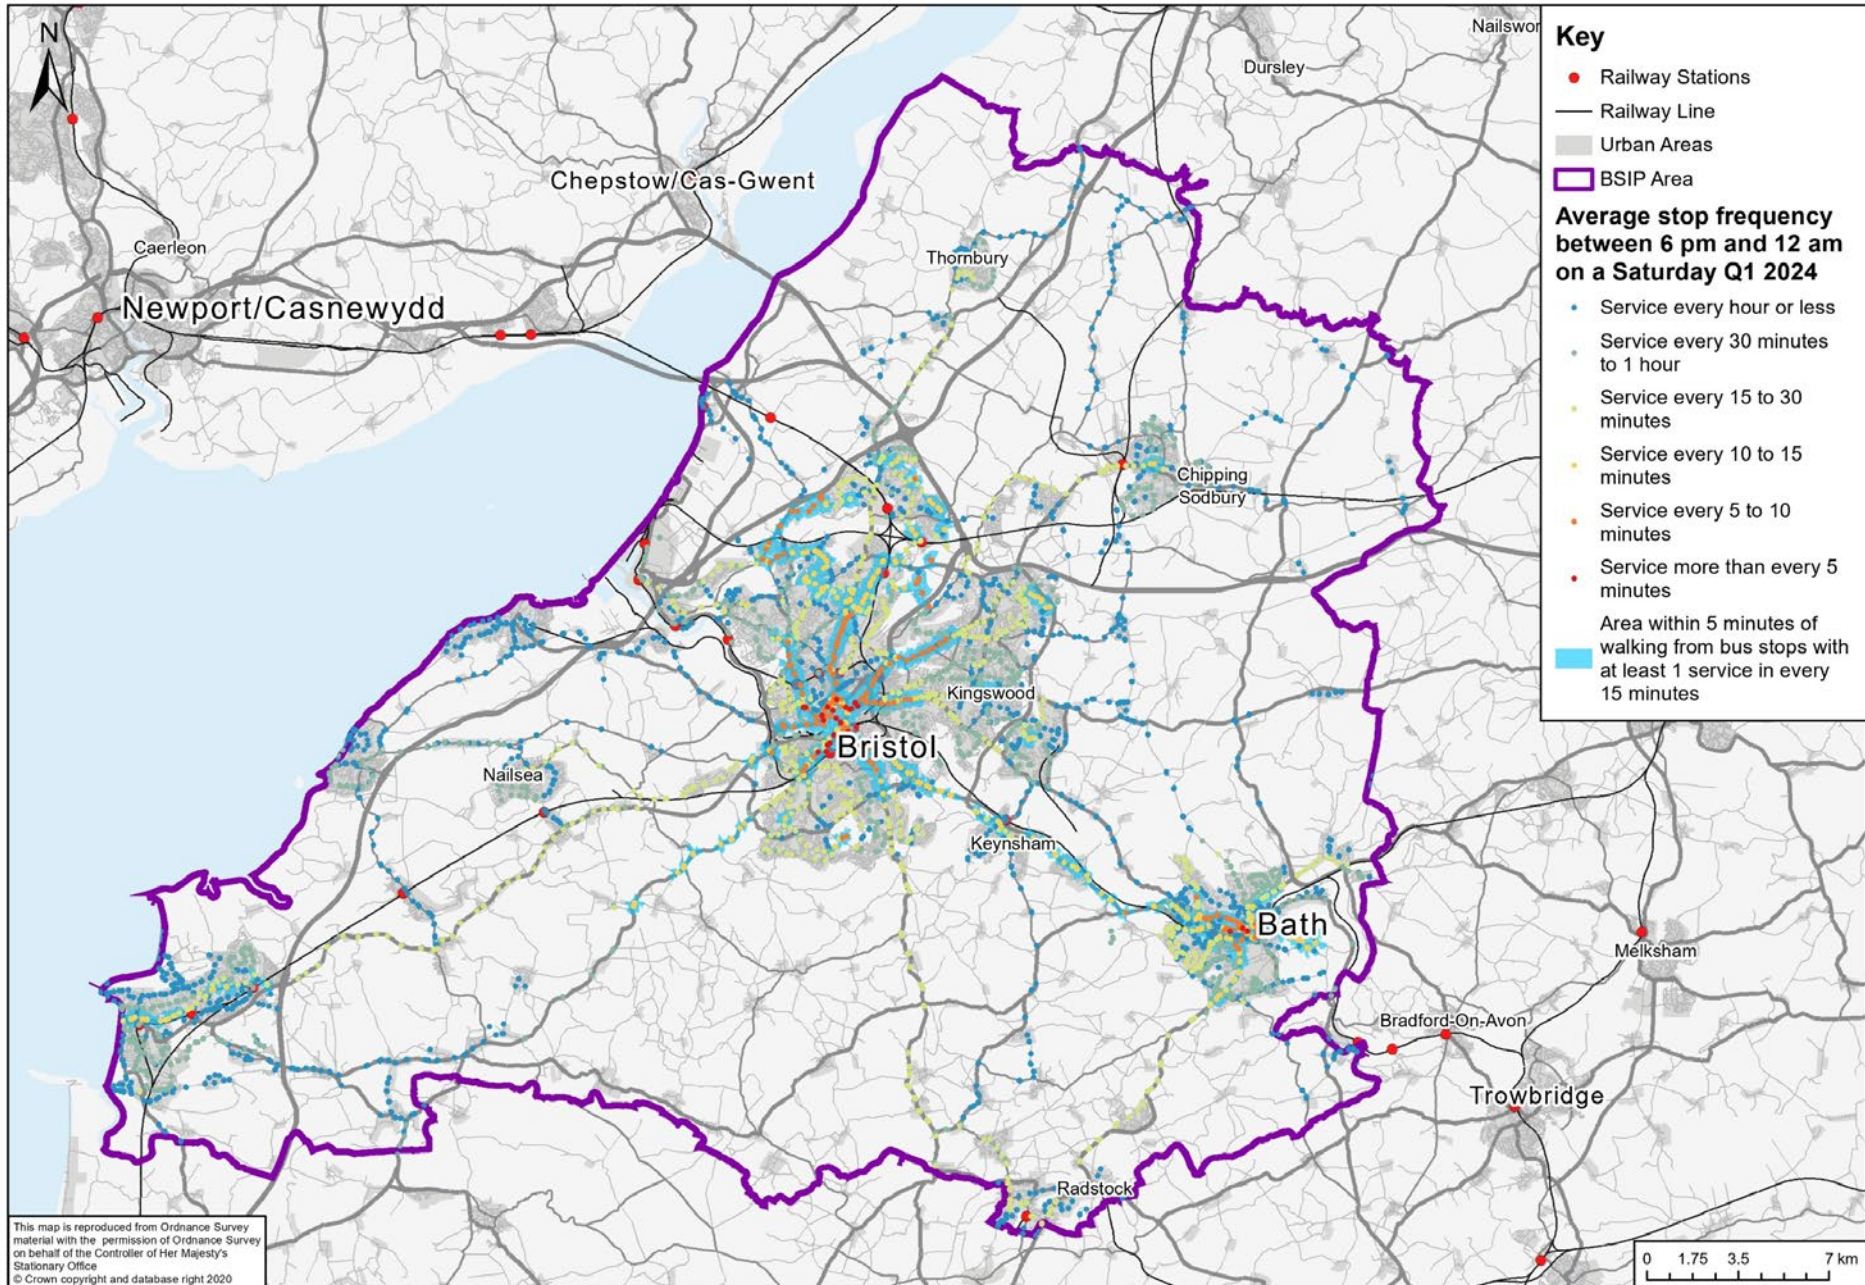 N
Nailswor
Dursley
Chepstow/Cas-Gwent
Caerleon
Newport/Casnewydd
Thornbury
Chipping
Sodbury
Kingswood
Bristol
Nailsea
Keynsham
Bath
Melksham
Bradford-On-Avon
Trowbridge
Radstock
Key
Railway Stations
Railway Line
Urban Areas
BSIP Area
Average stop frequency
between 6 pm and 12 am
on a Saturday Q1 2024
Service every hour or less
Service every 30 minutes
to 1 hour
Service every 15 to 30
minutes
Service every 10 to 15
minutes
Service every 5 to 10
minutes
Service more than every 5
minutes
Area within 5 minutes of
walking from bus stops with
at least 1 service in every
15 minutes
This map is reproduced from Ordnance Survey
material with the permission of Ordnance Survey
on behalf of the Controller of Her Majesty's
Stationary Office
© Crown copyright and database right 2020
0 1.75 3.5 7 km